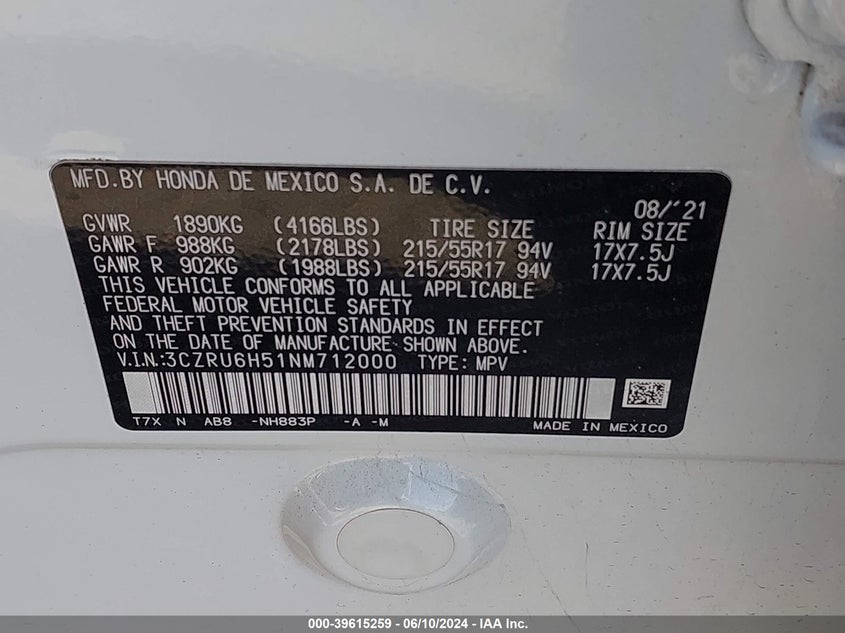 MFD.BY HONDA DE MEXICO S.A. DE C.V.
08/'21
GVWR 1890KG (4166LBS) TIRE SIZE RIM SIZE
GAWR F 988KG (2178LBS) 215/55R17 94V 17X7.5J
GAWR R 902KG (1988LBS) 215/55R17 94V 17X7.5J
THIS VEHICLE CONFORMS TO ALL APPLICABLE
FEDERAL MOTOR VEHICLE SAFETY
AND THEFT PREVENTION STANDARDS IN EFFECT
ON THE DATE OF MANUFACTURE SHOWN ABOVE.
V.I.N.:3CZRU6H51NM712000 TYPE: MPV
T7X N AB8 -NH883P -A -M MADE IN MEXICO
000-39615259 - 06/10/2024 - IAA Inc.